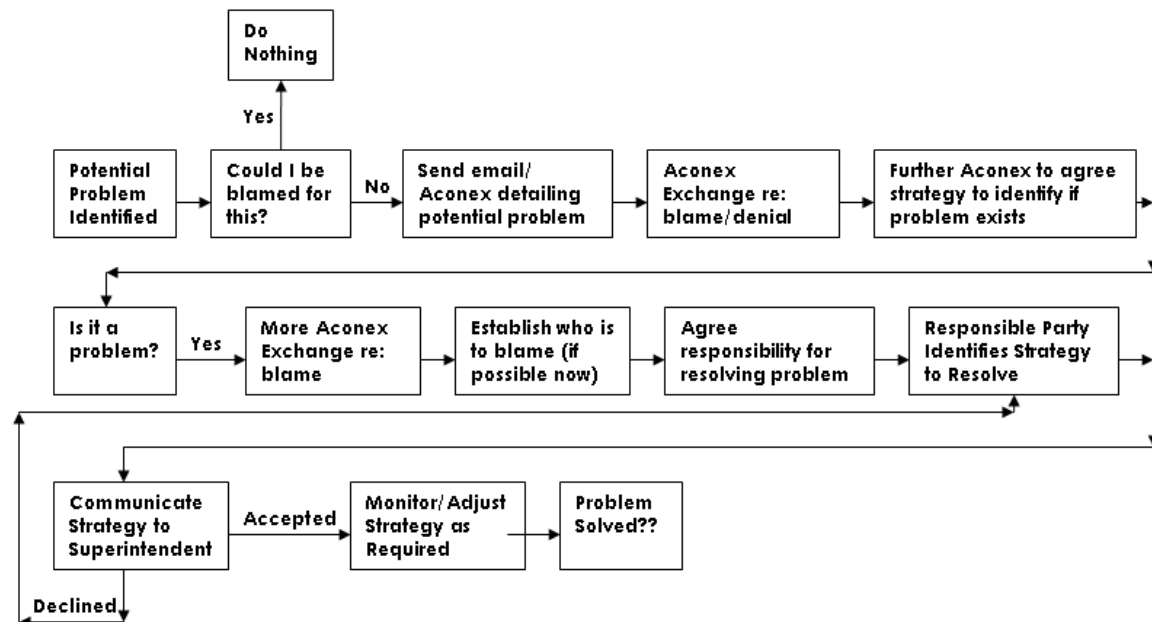 Do
Nothing
Yes
Potential
Problem
Identified
Could I be
blamed for
this?
No
Send email/
Aconex detailing
potential problem
Aconex
Exchange re:
blame/denial
Further Aconex to agree
strategy to identify if
problem exists
Is it a
problem?
Yes
More Aconex
Exchange re:
blame
Establish who is
to blame (if
possible now)
Agree
responsibility for
resolving problem
Responsible Party
Identifies Strategy
to Resolve
Communicate
Strategy to
Superintendent
Accepted
Monitor/Adjust
Strategy as
Required
Problem
Solved??
Declined